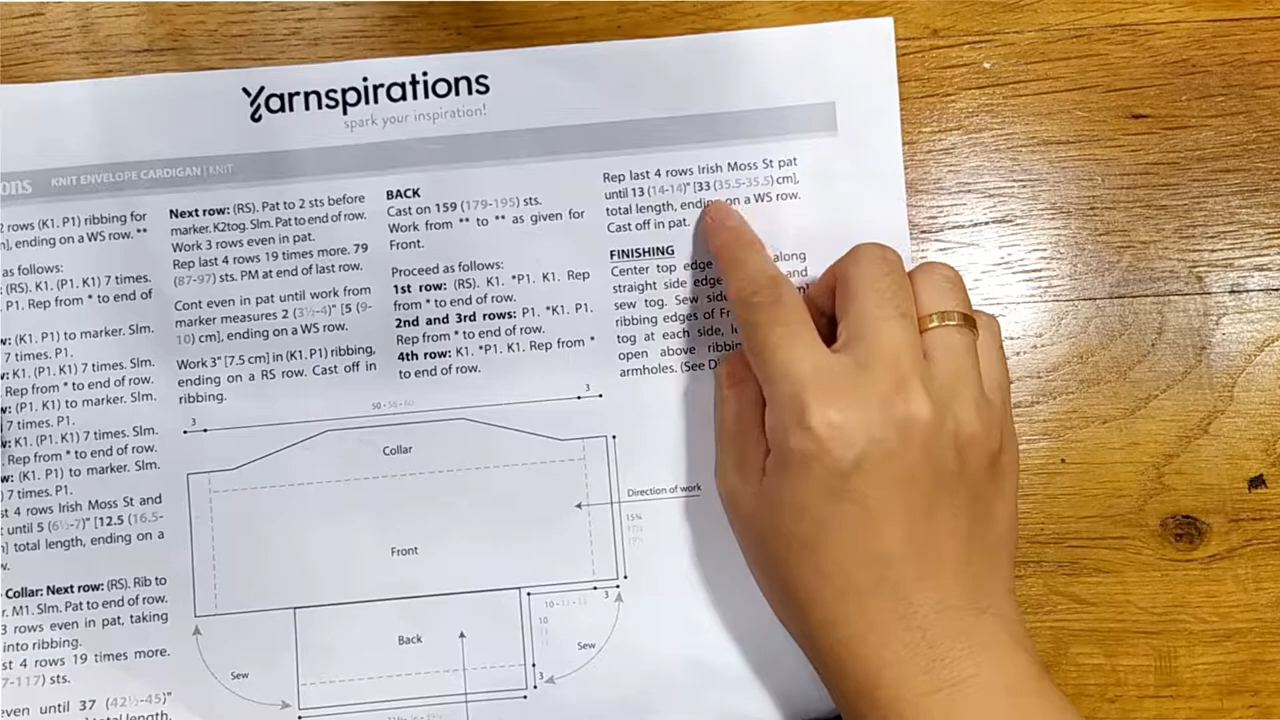 Yarnspirations
spark your inspiration!
ons KNIT ENVELOPE CARDIGAN | KNIT
2 rows (K1. P1) ribbing for
ending on a WS row. **
as follows:
(RS). K1. (P1. K1) 7 times.
P1. Rep from * to end of
(K1. P1) to marker. Slm.
7 times. P1.
K1. (P1. K1) 7 times. Slm.
Rep from * to end of row.
(P1. K1) to marker. Slm.
7 times. P1.
K1. (P1. K1) 7 times. Slm.
Rep from * to end of row.
(K1. P1) to marker. Slm.
) 7 times. P1.
st 4 rows Irish Moss St and
until 5 (6½-7)" [12.5 (16.5-
total length, ending on a
Collar: Next row: (RS). Rib to
M1. Slm. Pat to end of row.
3 rows even in pat, taking
into ribbing.
st 4 rows 19 times more.
7-117) sts.
even until 37 (42½-45)"
total length,
Next row: (RS). Pat to 2 sts before
marker. K2tog. Slm. Pat to end of row.
Work 3 rows even in pat.
Rep last 4 rows 19 times more. 79
(87-97) sts. PM at end of last row.
Cont even in pat until work from
marker measures 2 (3½-4)" [5 (9-
10) cm], ending on a WS row.
Work 3" [7.5 cm] in (K1. P1) ribbing,
ending on a RS row. Cast off in
ribbing.
BACK
Cast on 159 (179-195) sts.
Work from ** to ** as given for
Front.
Proceed as follows:
1st row: (RS). K1. *P1. K1. Rep
from * to end of row.
2nd and 3rd rows: P1. *K1. P1.
Rep from * to end of row.
4th row: K1. *P1. K1. Rep from *
to end of row.
Rep last 4 rows Irish Moss St pat
until 13 (14-14)" [33 (35.5-35.5) cm],
total length, ending on a WS row.
Cast off in pat.
FINISHING
Center top edge along
straight side edge and
sew tog. Sew
ribbing edges of
tog at each side,
open above
armholes. (See
3
50 - 56 - 60
3
Collar
Direction of work
15¾
Front
10
3
10
Back
Sew
Sew
3